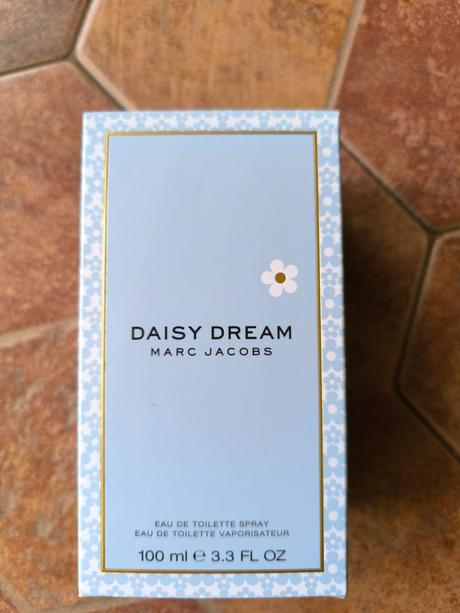 DAISY DREAM
MARC JACOBS
EAU DE TOILETTE SPRAY
EAU DE TOILETTE VAPORISATEUR
100 ml ℮ 3.3 FL OZ